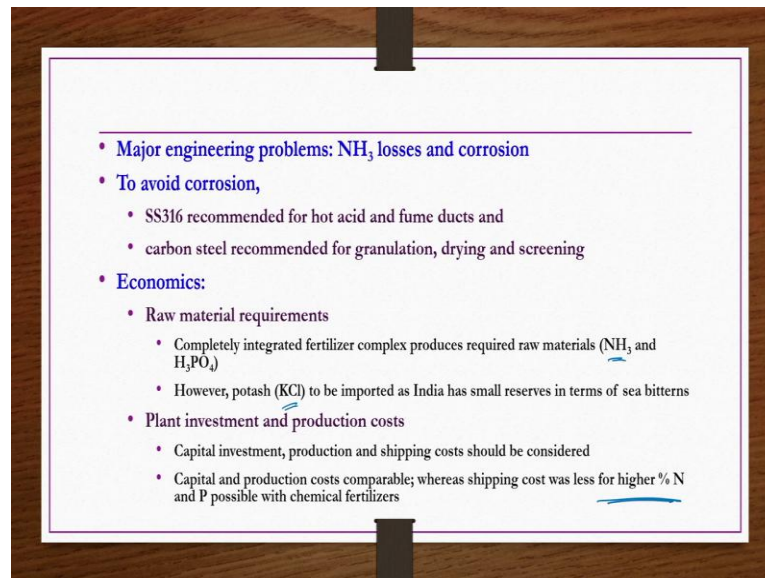 Major engineering problems: NH₃ losses and corrosion
To avoid corrosion,
SS316 recommended for hot acid and fume ducts and
carbon steel recommended for granulation, drying and screening
Economics:
Raw material requirements
Completely integrated fertilizer complex produces required raw materials (NH₃ and
H₃PO₄)
However, potash (KCl) to be imported as India has small reserves in terms of sea bitterns
Plant investment and production costs
Capital investment, production and shipping costs should be considered
Capital and production costs comparable; whereas shipping cost was less for higher % N
and P possible with chemical fertilizers